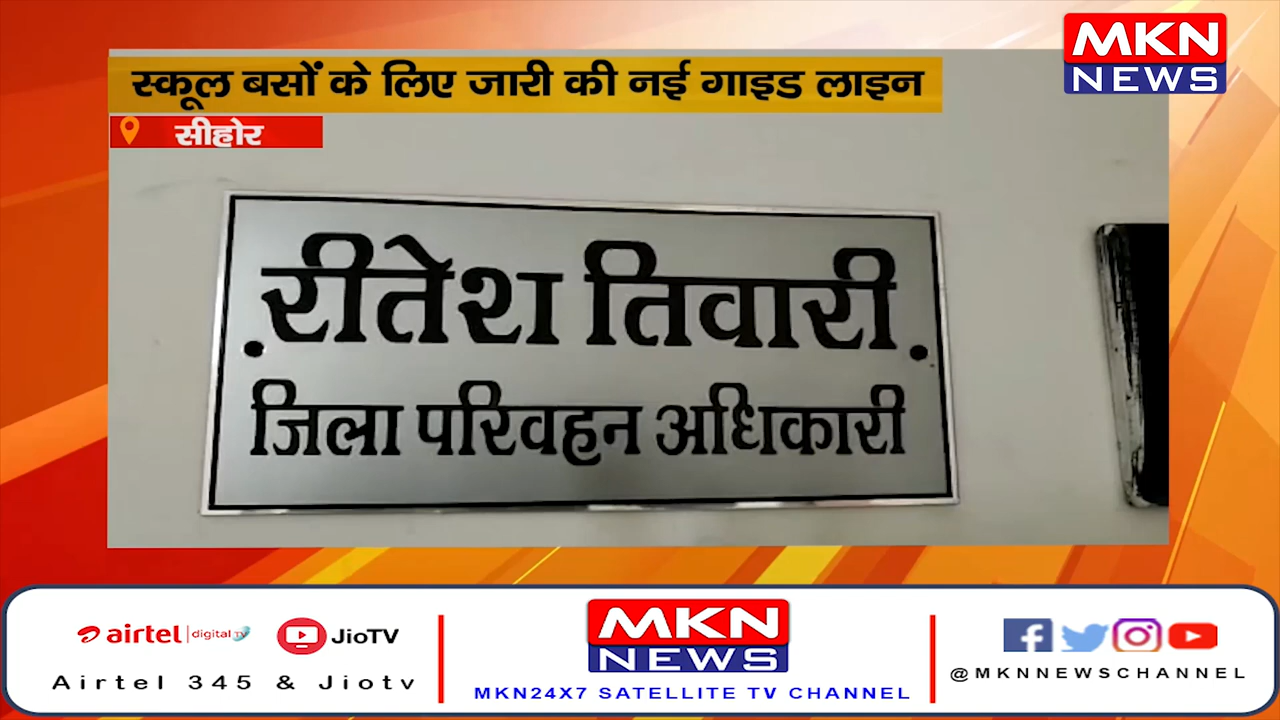 MKN
NEWS
स्कूल बसों के लिए जारी की नई गाइड लाइन
सीहोर
रीतेश तिवारी
जिला परिवहन अधिकारी
airtel digital TV
JioTV
Airtel 345 & Jiotv
MKN
NEWS
MKN24X7 SATELLITE TV CHANNEL
@MKNNEWSCHANNEL